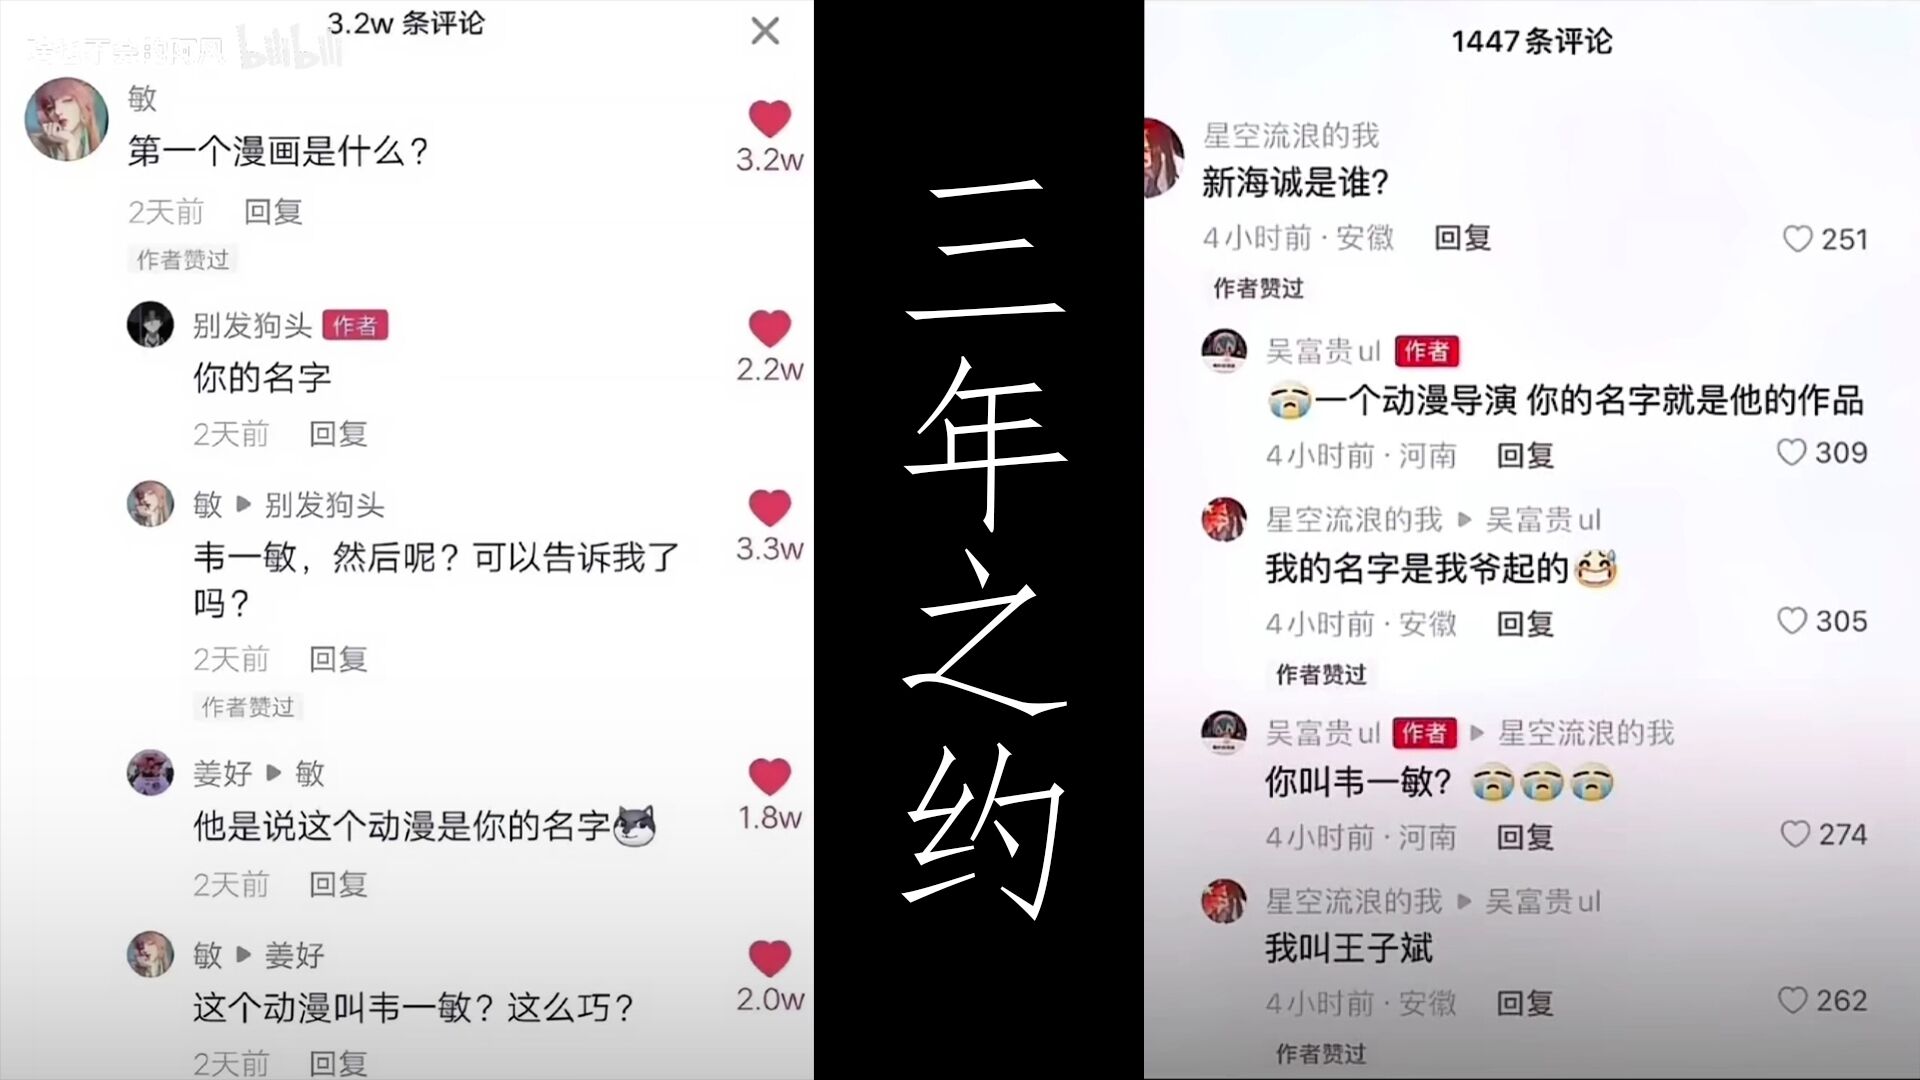 3.2w 条评论
bilibili
敏
第一个漫画是什么？
3.2w
2天前 回复
作者赞过
别发狗头 作者
你的名字
2.2w
2天前 回复
敏 ▶ 别发狗头
韦一敏，然后呢？可以告诉我了
吗？
3.3w
2天前 回复
作者赞过
姜好 ▶ 敏
他是说这个动漫是你的名字
1.8w
2天前 回复
敏 ▶ 姜好
这个动漫叫韦一敏？这么巧？
2.0w
2天前 回复
三年之约
1447条评论
星空流浪的我
新海诚是谁?
4小时前 · 安徽 回复 251
作者赞过
吴富贵ul 作者
😭一个动漫导演 你的名字就是他的作品
4小时前 · 河南 回复 309
星空流浪的我 ▶ 吴富贵ul
我的名字是我爷起的😅
4小时前 · 安徽 回复 305
作者赞过
吴富贵ul 作者 ▶ 星空流浪的我
你叫韦一敏? 😭😭😭
4小时前 · 河南 回复 274
星空流浪的我 ▶ 吴富贵ul
我叫王子斌
4小时前 · 安徽 回复 262
作者赞过